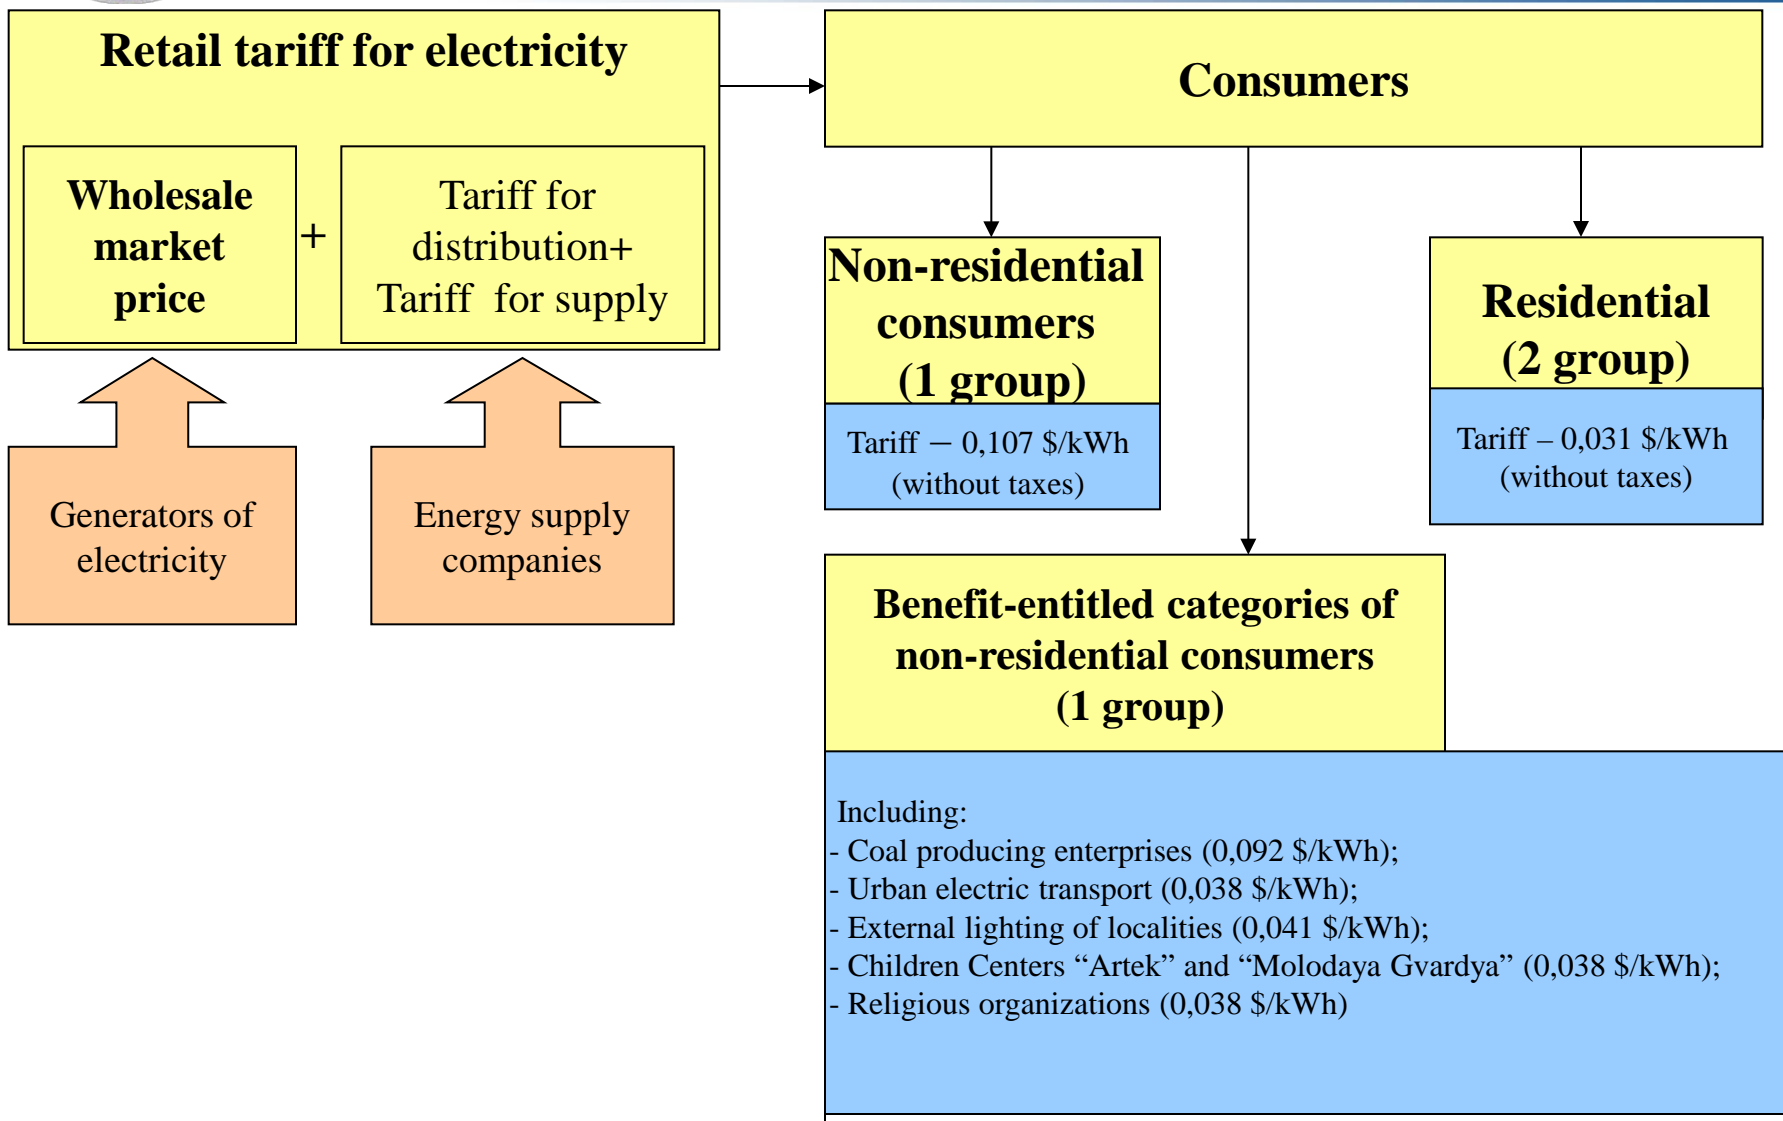 Retail tariff for electricity
Wholesale
market
price
+
Tariff for
distribution+
Tariff for supply
Generators of
electricity
Energy supply
companies
Consumers
Non-residential
consumers
(1 group)
Tariff – 0,107 $/kWh
(without taxes)
Residential
(2 group)
Tariff – 0,031 $/kWh
(without taxes)
Benefit-entitled categories of
non-residential consumers
(1 group)
Including:
- Coal producing enterprises (0,092 $/kWh);
- Urban electric transport (0,038 $/kWh);
- External lighting of localities (0,041 $/kWh);
- Children Centers “Artek” and “Molodaya Gvardya” (0,038 $/kWh);
- Religious organizations (0,038 $/kWh)